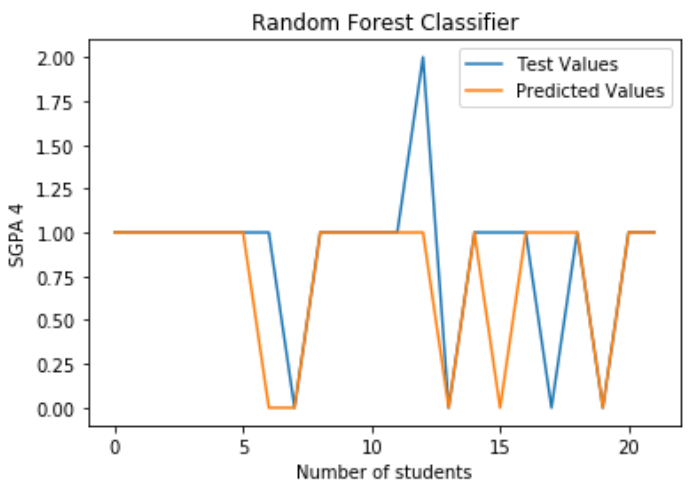 Random Forest Classifier
Test Values
Predicted Values
2.00
1.75
1.50
1.25
1.00
0.75
0.50
0.25
0.00
SGPA 4
0
5
10
15
20
Number of students